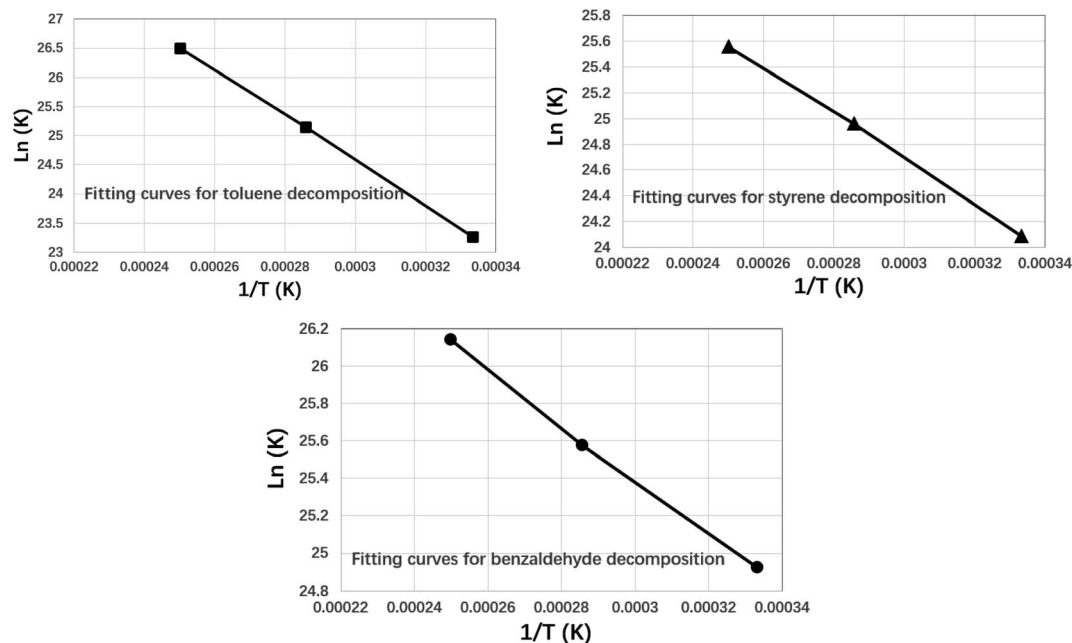 27
26.5
26
25.5
25
24.5
24
23.5
23
Ln (K)
Fitting curves for toluene decomposition
0.00022 0.00024 0.00026 0.00028 0.0003 0.00032 0.00034
1/T (K)
25.8
25.6
25.4
25.2
25
24.8
24.6
24.4
24.2
24
Ln (K)
Fitting curves for styrene decomposition
0.00022 0.00024 0.00026 0.00028 0.0003 0.00032 0.00034
1/T (K)
26.2
26
25.8
25.6
25.4
25.2
25
24.8
Ln (K)
Fitting curves for benzaldehyde decomposition
0.00022 0.00024 0.00026 0.00028 0.0003 0.00032 0.00034
1/T (K)